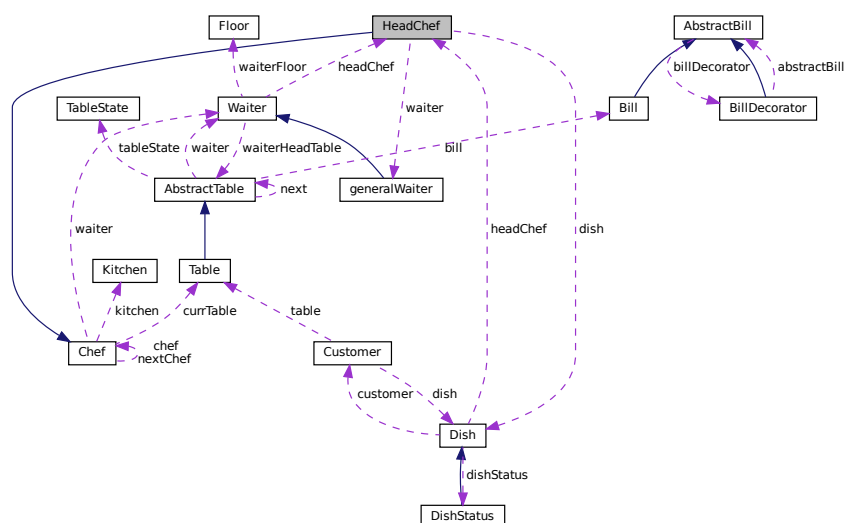 Floor
HeadChef
AbstractBill
waiterFloor
headChef
billDecorator
abstractBill
TableState
Waiter
waiter
Bill
BillDecorator
tableState
waiter
waiterHeadTable
bill
AbstractTable
next
generalWaiter
waiter
headChef
dish
Kitchen
Table
kitchen
currTable
table
Chef
chef
nextChef
Customer
customer
dish
Dish
dishStatus
DishStatus